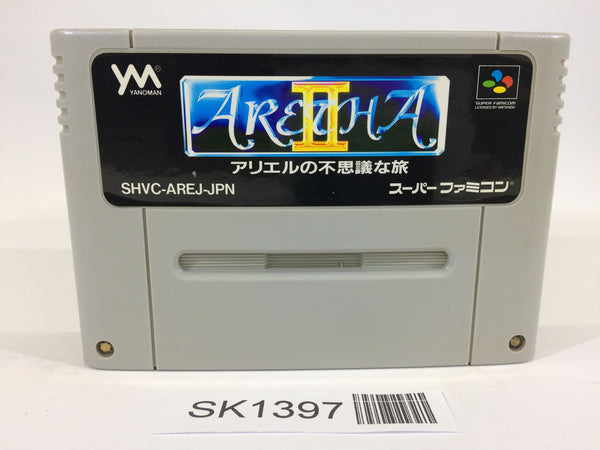 YM®
YANOMAN
ARETHA
II
アリエルの不思議な旅
SUPER FAMICOM
LICENSED BY NINTENDO
SHVC-AREJ-JPN
スーパーファミコン®
SK1397